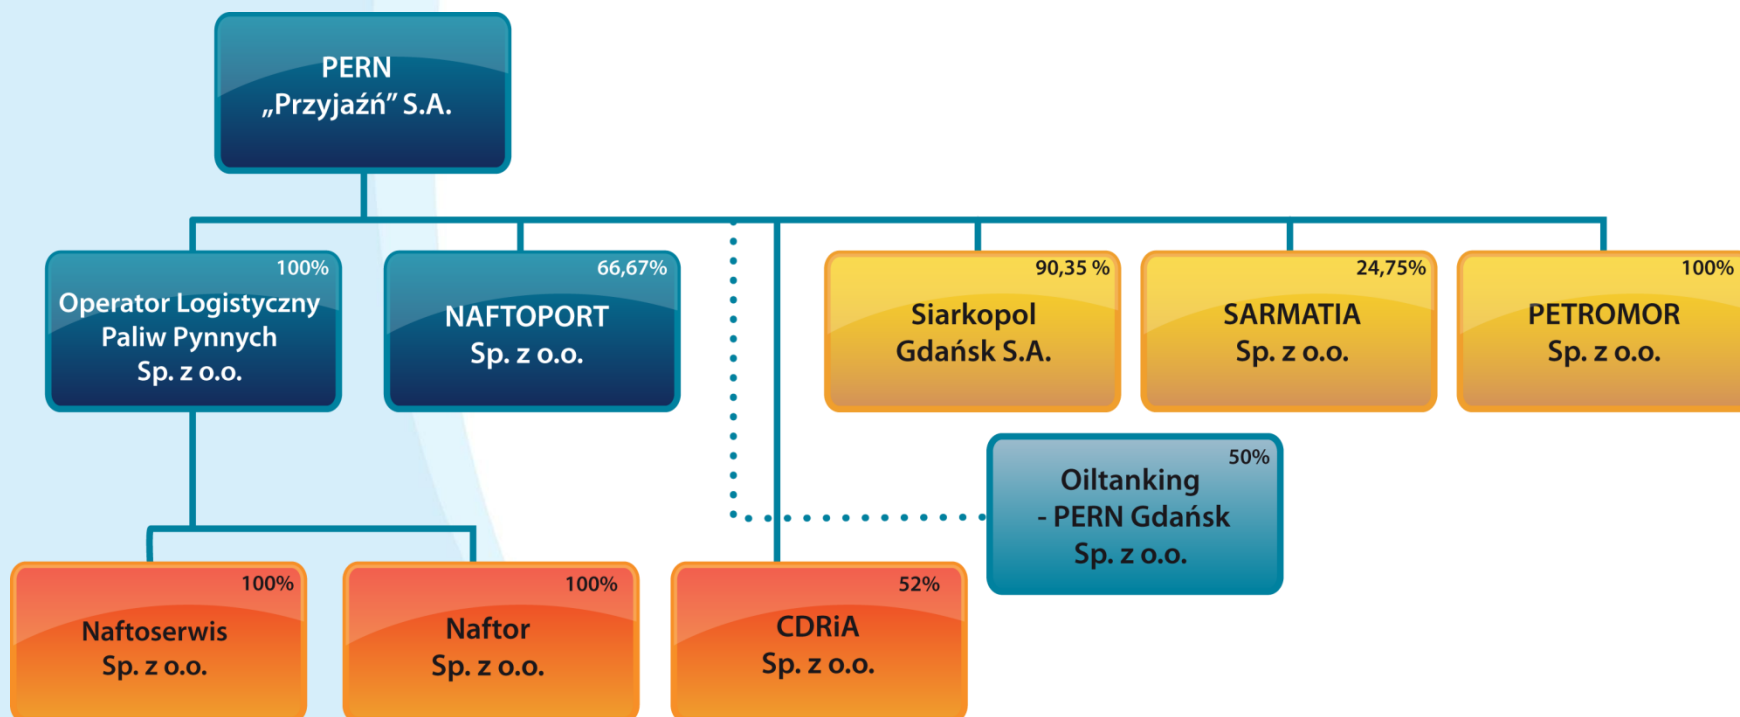 PERN
„Przyjaźń” S.A.
100%
Operator Logistyczny
Paliw Pynnych
Sp. z o.o.
66,67%
NAFTOPORT
Sp. z o.o.
90,35 %
Siarkopol
Gdańsk S.A.
24,75%
SARMATIA
Sp. z o.o.
100%
PETROMOR
Sp. z o.o.
50%
Oiltanking
- PERN Gdańsk
Sp. z o.o.
100%
Naftoserwis
Sp. z o.o.
100%
Naftor
Sp. z o.o.
52%
CDRiA
Sp. z o.o.